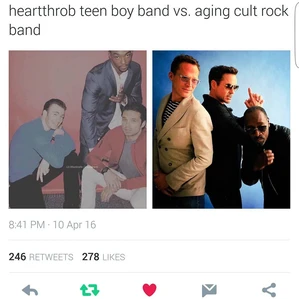 heartthrob teen boy band vs. aging cult rock
band
8:41 PM · 10 Apr 16
246 RETWEETS 278 LIKES